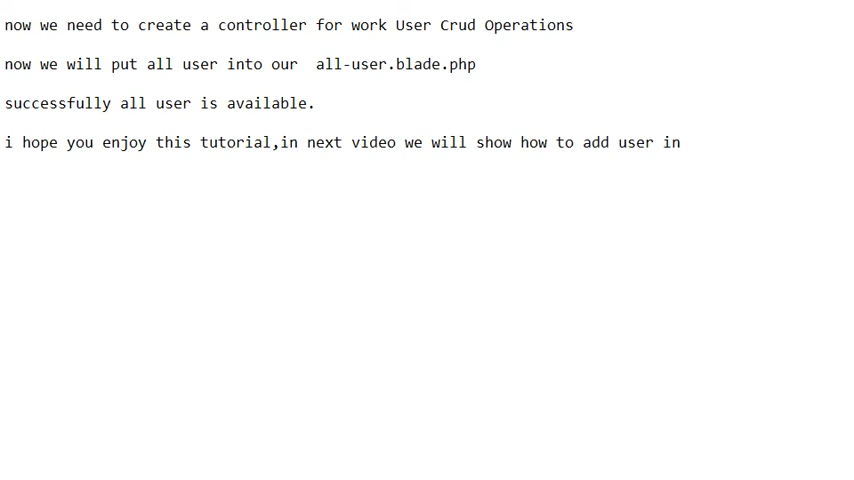 now we need to create a controller for work User Crud Operations
now we will put all user into our  all-user.blade.php
successfully all user is available.
i hope you enjoy this tutorial,in next video we will show how to add user in